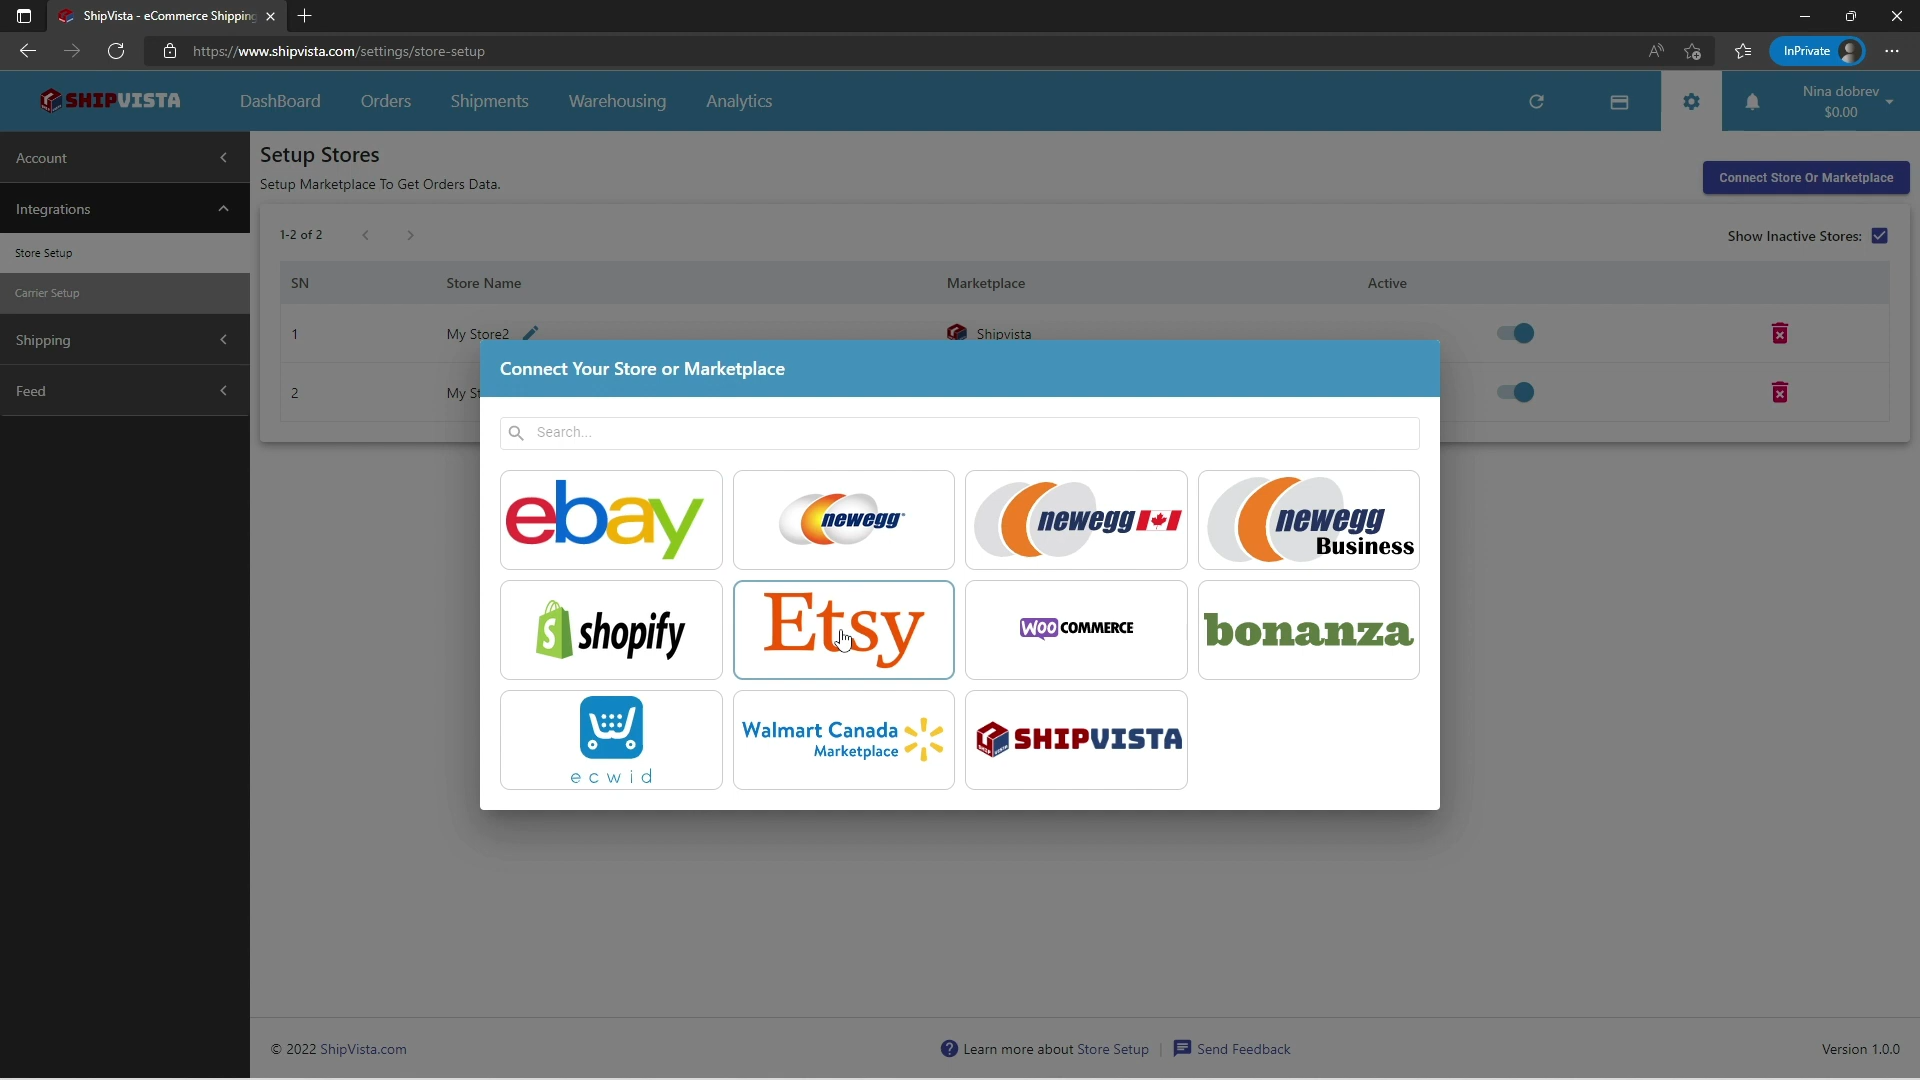 ShipVista - eCommerce Shipping
https://www.shipvista.com/settings/store-setup
InPrivate
SHIPVISTA
DashBoard
Orders
Shipments
Warehousing
Analytics
Nina dobrev
$0.00
Account
Integrations
Store Setup
Carrier Setup
Shipping
Feed
Setup Stores
Setup Marketplace To Get Orders Data.
Connect Store Or Marketplace
1-2 of 2
Show Inactive Stores:
SN
Store Name
Marketplace
Active
1
My Store2
Shipvista
2
My St
Connect Your Store or Marketplace
Search...
ebay
newegg
newegg
newegg
Business
shopify
Etsy
WOO COMMERCE
bonanza
ecwid
Walmart Canada
Marketplace
SHIPVISTA
© 2022 ShipVista.com
Learn more about Store Setup
Send Feedback
Version 1.0.0